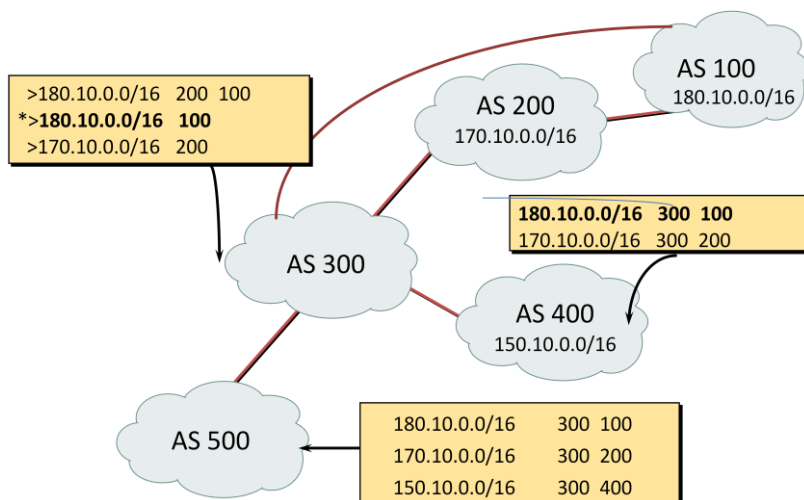 AS 100
180.10.0.0/16
>180.10.0.0/16 200 100
*>180.10.0.0/16 100
>170.10.0.0/16 200
AS 200
170.10.0.0/16
180.10.0.0/16 300 100
170.10.0.0/16 300 200
AS 300
AS 400
150.10.0.0/16
AS 500
180.10.0.0/16 300 100
170.10.0.0/16 300 200
150.10.0.0/16 300 400